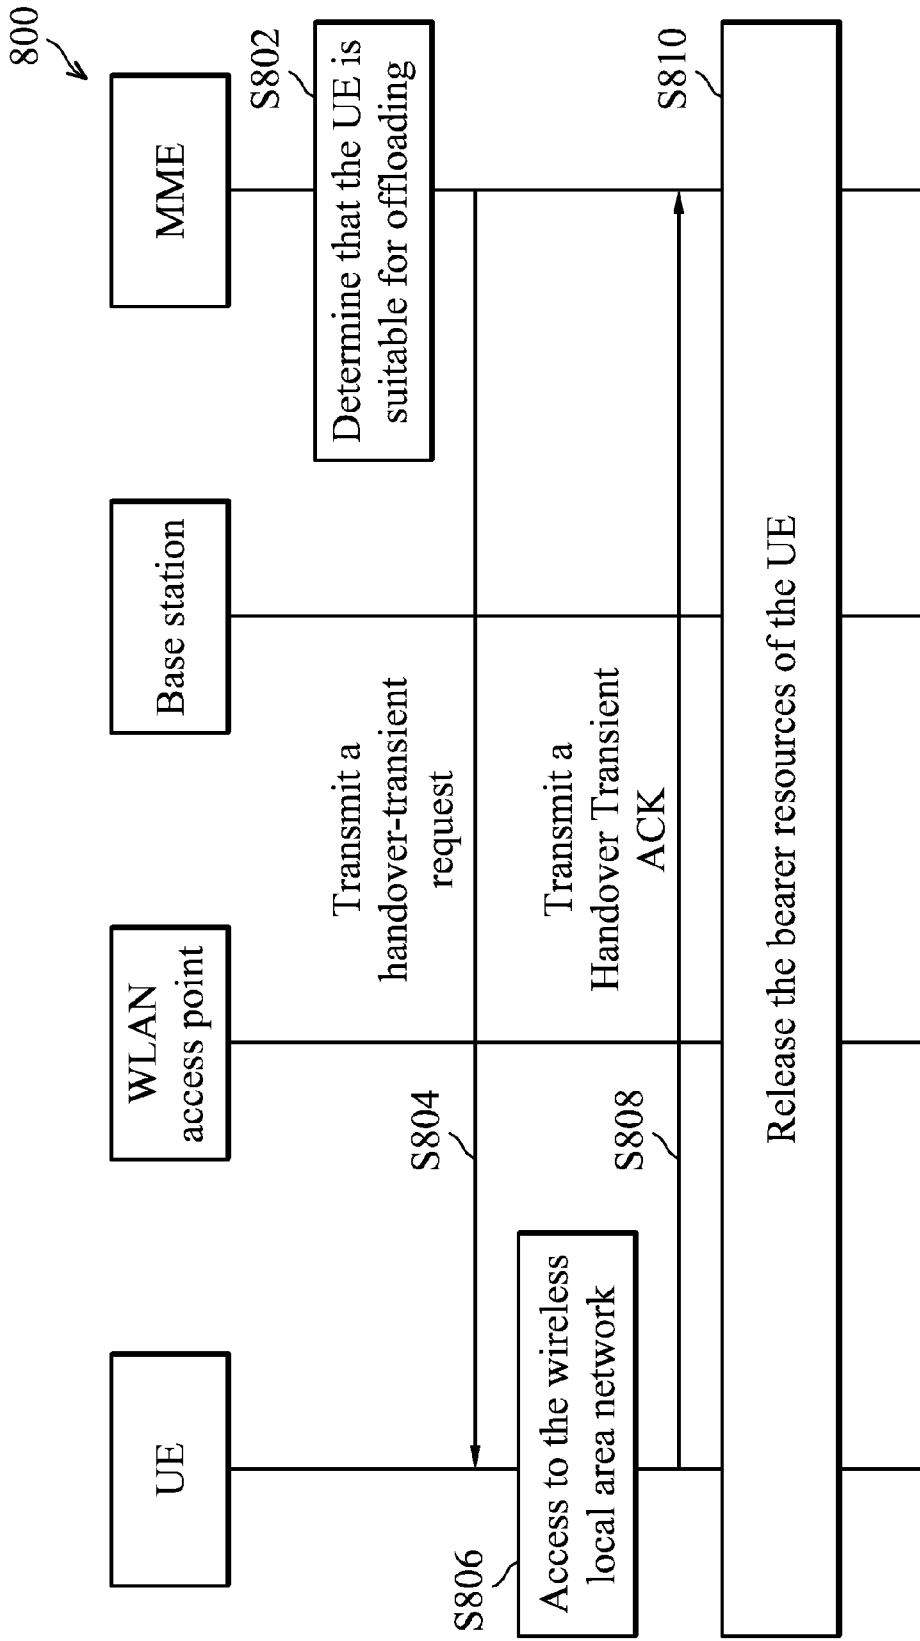 800
UE
WLAN
access point
Base station
MME
S802
Determine that the UE is
suitable for offloading
Transmit a
handover-transient
request
S804
S806
Access to the wireless
local area network
Transmit a
Handover Transient
ACK
S808
S810
Release the bearer resources of the UE